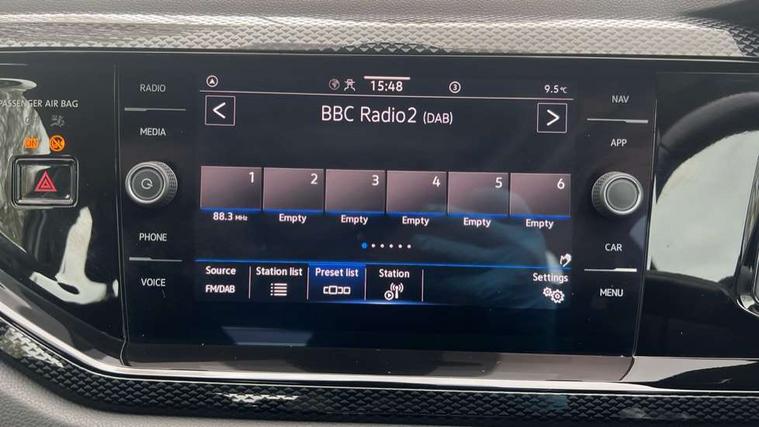 PASSENGER AIR BAG
ON
RADIO
MEDIA
PHONE
VOICE
15:48
3
9.5 °C
< BBC Radio2 (DAB) >
1 2 3 4 5 6
88.3 MHz Empty Empty Empty Empty Empty
Source Station list Preset list Station Settings
FM/DAB
NAV
APP
CAR
MENU